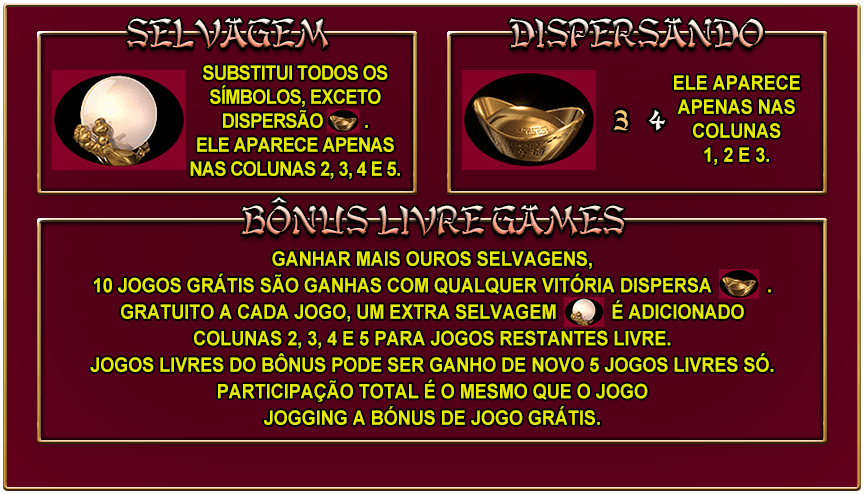 SELVAGEM
SUBSTITUI TODOS OS
SÍMBOLOS, EXCETO
DISPERSÃO .
ELE APARECE APENAS
NAS COLUNAS 2, 3, 4 E 5.
DISPERSANDO
3 4
ELE APARECE
APENAS NAS
COLUNAS
1, 2 E 3.
BÔNUS LIVRE GAMES
GANHAR MAIS OUROS SELVAGENS,
10 JOGOS GRÁTIS SÃO GANHAS COM QUALQUER VITÓRIA DISPERSA .
GRATUITO A CADA JOGO, UM EXTRA SELVAGEM É ADICIONADO
COLUNAS 2, 3, 4 E 5 PARA JOGOS RESTANTES LIVRE.
JOGOS LIVRES DO BÔNUS PODE SER GANHO DE NOVO 5 JOGOS LIVRES SÓ.
PARTICIPAÇÃO TOTAL É O MESMO QUE O JOGO
JOGGING A BÓNUS DE JOGO GRÁTIS.